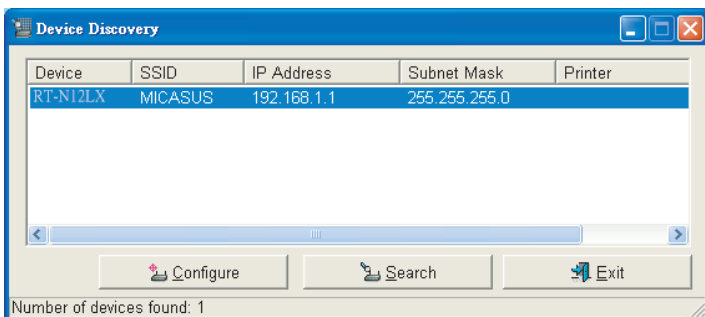 Device Discovery
Device SSID IP Address Subnet Mask Printer
RT-N12LX MICASUS 192.168.1.1 255.255.255.0
Configure Search Exit
Number of devices found: 1